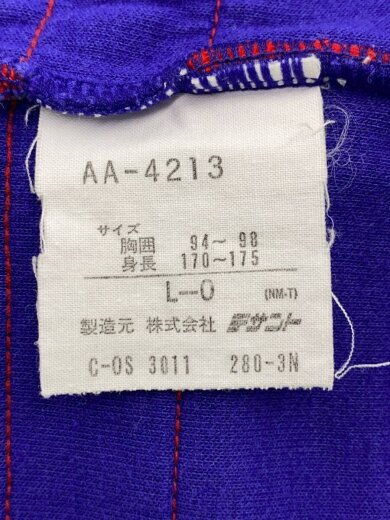 AA-4213
サイズ
胸囲 94～98
身長 170～175
L-O (NM-T)
製造元 株式会社 デサント
C-OS 3011 280-3N